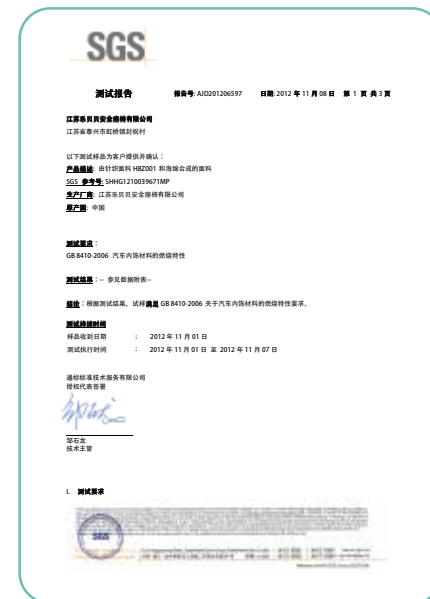 SGS
测试报告 报告号: AJD201206597 日期: 2012 年 11 月 08 日 第 1 页 共 3 页
江苏乐贝贝安全座椅有限公司
江苏省泰兴市虹桥镇封祝村
以下测试样品为客户提供并确认：
产品描述: 由针织面料 HBZ001 和海绵合成的面料
SGS 参考号: SHHG1210039671MP
生产厂商: 江苏乐贝贝安全座椅有限公司
原产国: 中国
测试要求：
GB 8410-2006 汽车内饰材料的燃烧特性
测试结果：-- 参见数据附表--
结论：根据测试结果，试样满足 GB 8410-2006 关于汽车内饰材料的燃烧特性要求。
测试持续时间
样品收到日期 : 2012 年 11 月 01 日
测试执行时间 : 2012 年 11 月 01 日 至 2012 年 11 月 07 日
通标标准技术服务有限公司
授权代表签署
邹石龙
技术主管
I. 测试要求
SGS